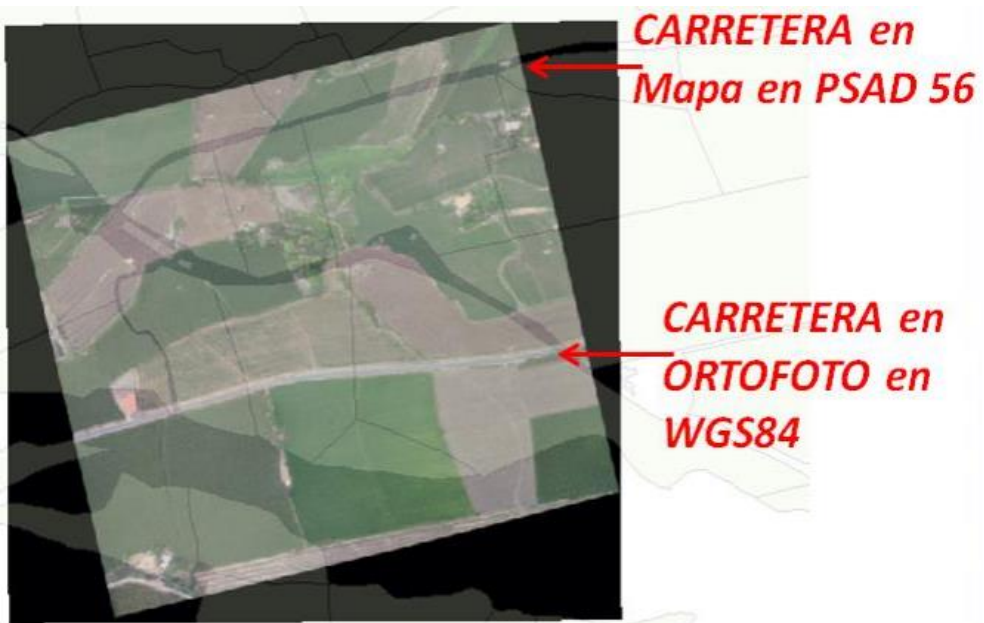 CARRETERA en
Mapa en PSAD 56
CARRETERA en
ORTOFOTO en
WGS84